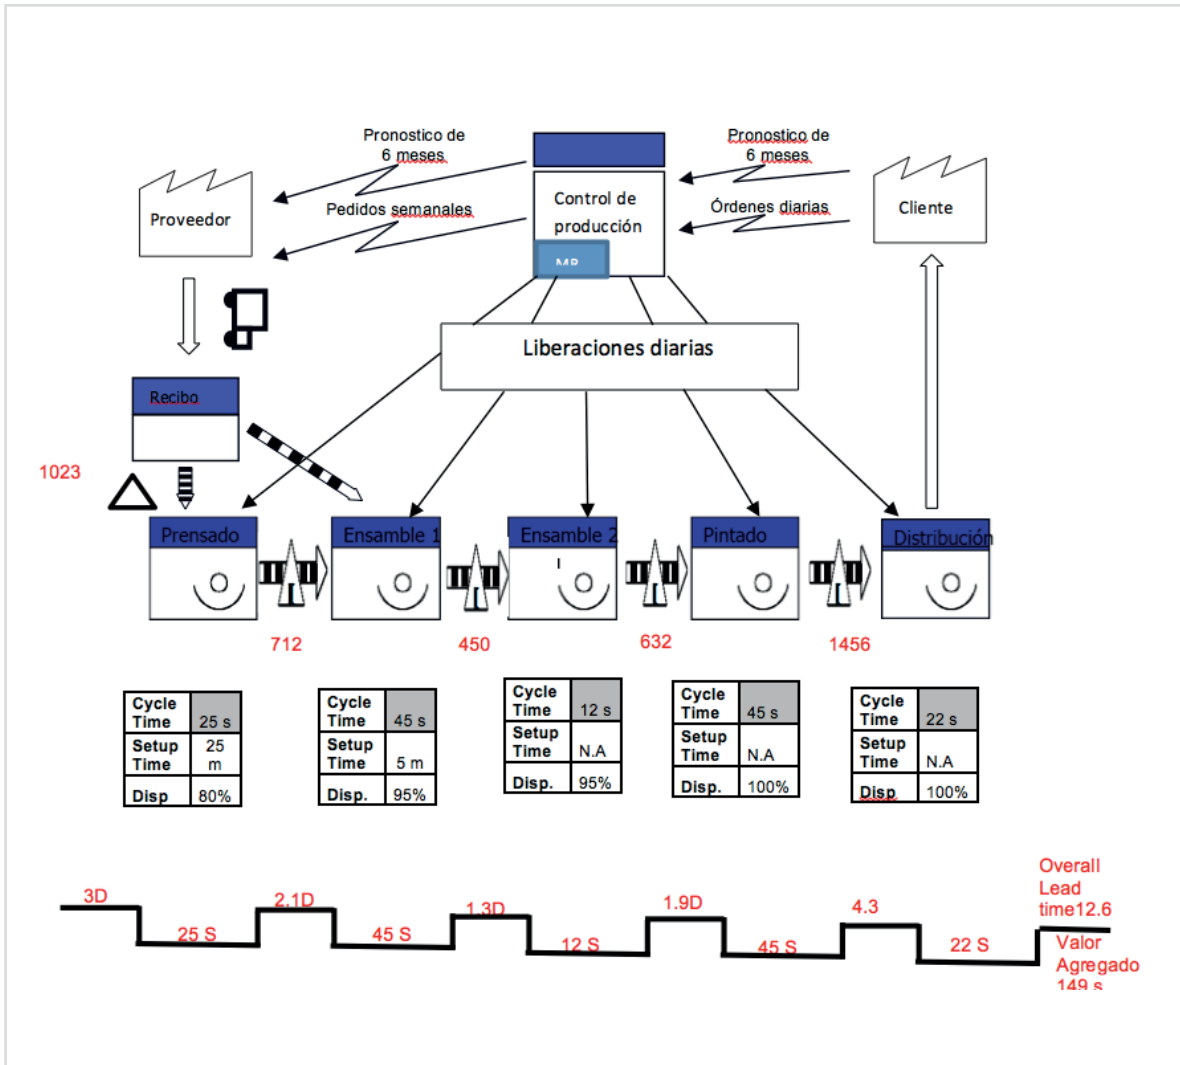 Pronostico de
6 meses
Pronostico de
6 meses
Proveedor
Pedidos semanales
Control de
producción
Órdenes diarias
Cliente
Liberaciones diarias
Recibo
1023
Prensado
Ensamble 1
Ensamble 2
Pintado
Distribución
712
450
632
1456
Cycle
Time 25 s
Setup
Time 25
m
Disp 80%
Cycle
Time 45 s
Setup
Time 5 m
Disp. 95%
Cycle
Time 12 s
Setup
Time N.A
Disp. 95%
Cycle
Time 45 s
Setup
Time N.A
Disp. 100%
Cycle
Time 22 s
Setup
Time N.A
Disp 100%
3D
2.1D
1.3D
1.9D
4.3
Overall
Lead
time12.6
25 S
45 S
12 S
45 S
22 S
Valor
Agregado
149 s